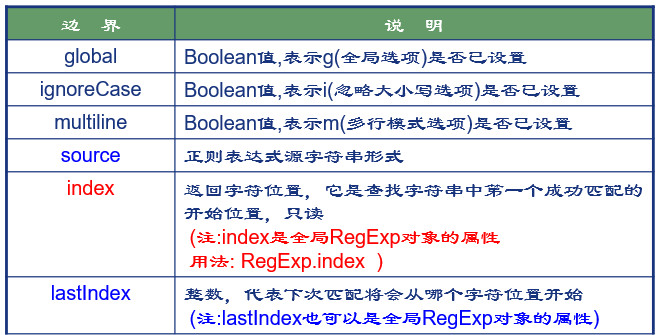 边 界 说 明
global Boolean值,表示g(全局选项)是否已设置
ignoreCase Boolean值,表示i(忽略大小写选项)是否已设置
multiline Boolean值,表示m(多行模式选项)是否已设置
source 正则表达式源字符串形式
index 返回字符位置，它是查找字符串中第一个成功匹配的
开始位置，只读
(注:index是全局RegExp对象的属性
用法: RegExp.index )
lastIndex 整数，代表下次匹配将会从哪个字符位置开始
(注:lastIndex也可以是全局RegExp对象的属性)